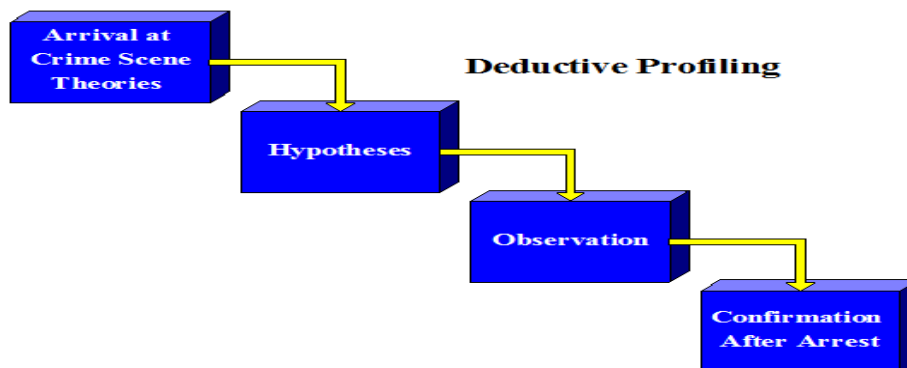 Arrival at
Crime Scene
Theories
Deductive Profiling
Hypotheses
Observation
Confirmation
After Arrest